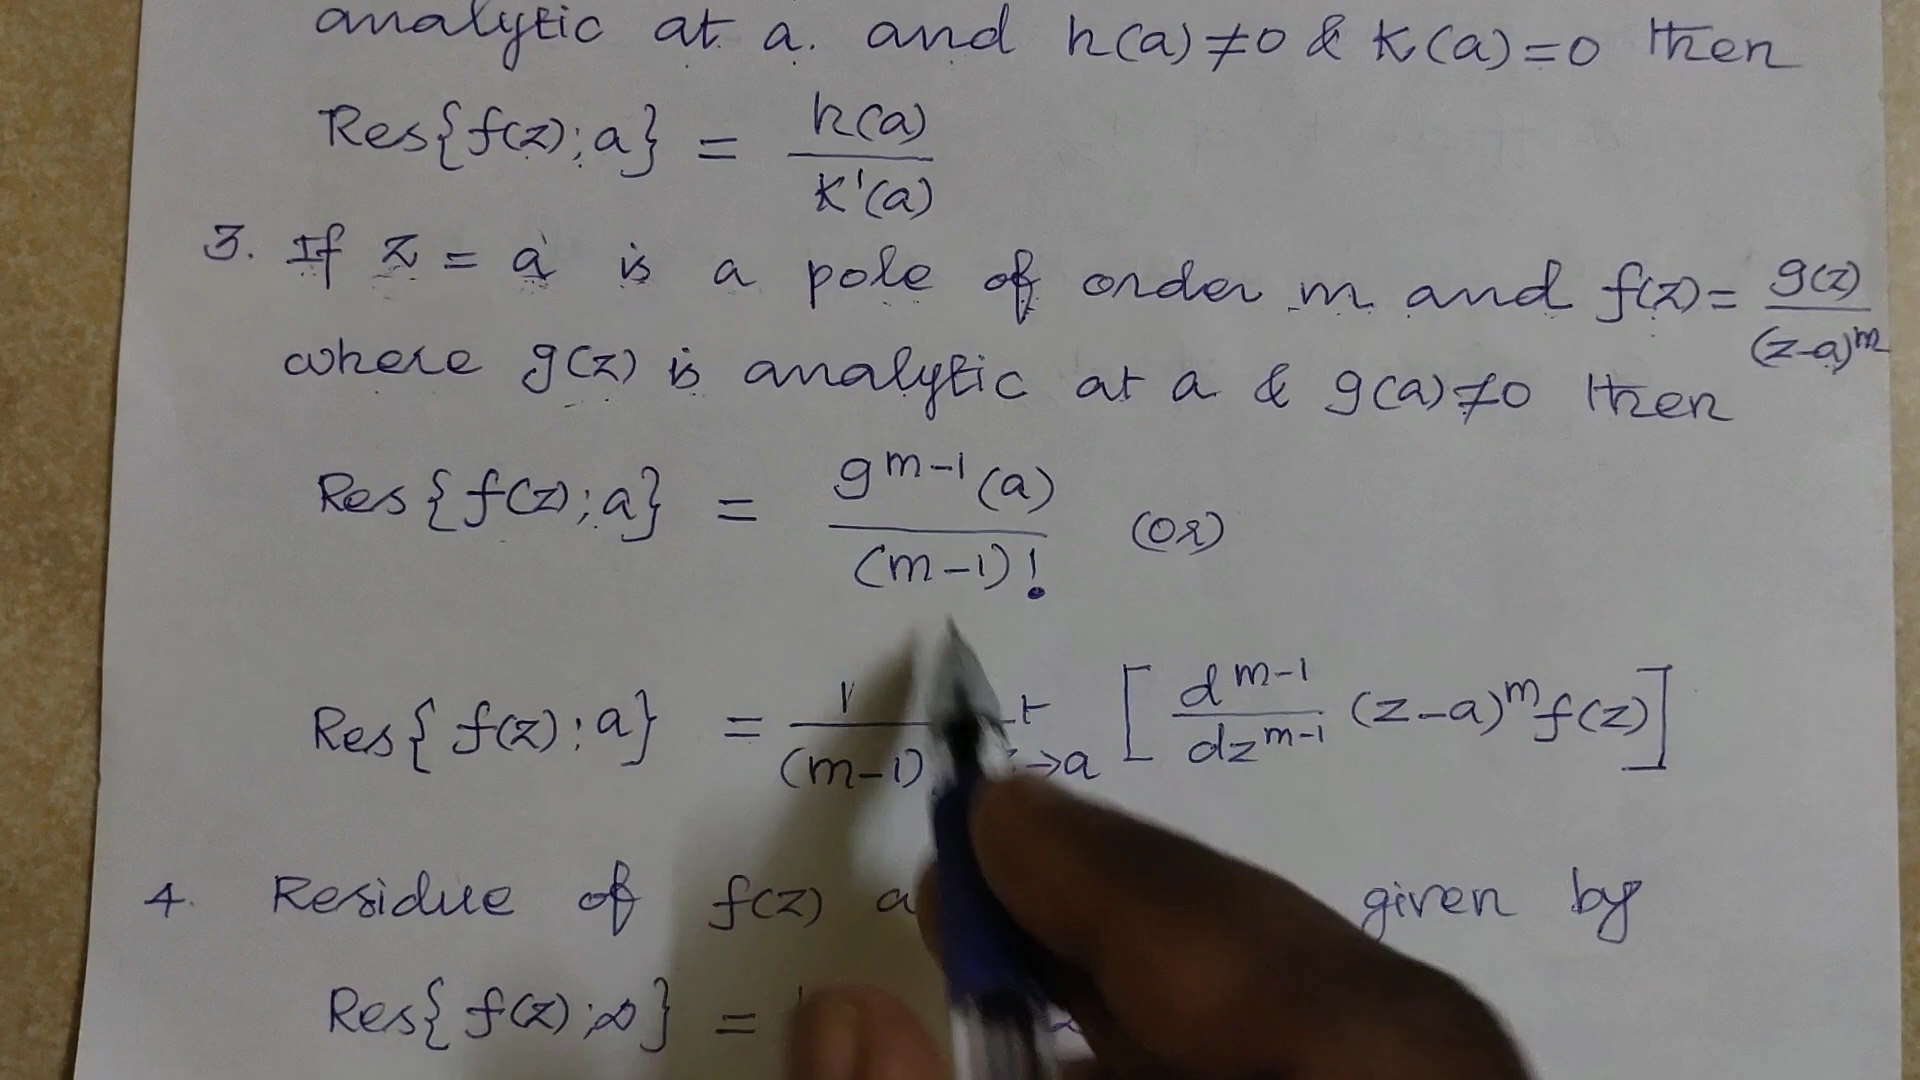 analytic at a. and h(a)≠0 & k(a)=0 then
Res{f(z);a} = h(a)/k'(a)
3. If z = a is a pole of order m and f(z)= g(z)/(z-a)^m
where g(z) is analytic at a & g(a)≠0 then
Res{f(z);a} = g^{m-1}(a)/(m-1)! (or)
Res{f(z);a} = 1/(m-1) →a [d^{m-1}/dz^{m-1} (z-a)^m f(z)]
4. Residue of f(z) given by
Res{f(z);∞} =